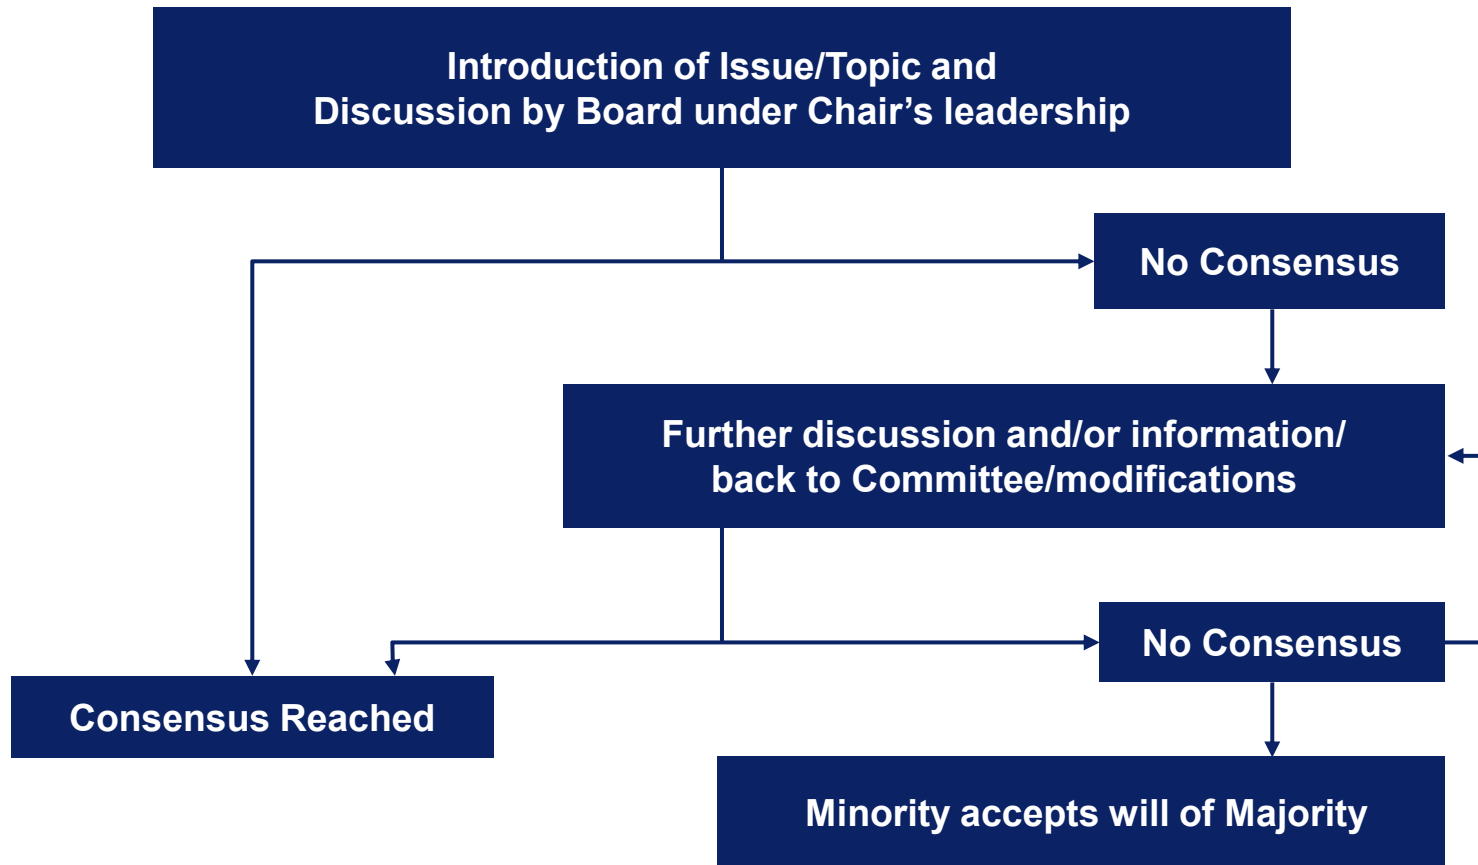 Introduction of Issue/Topic and
Discussion by Board under Chair’s leadership
No Consensus
Further discussion and/or information/
back to Committee/modifications
No Consensus
Consensus Reached
Minority accepts will of Majority